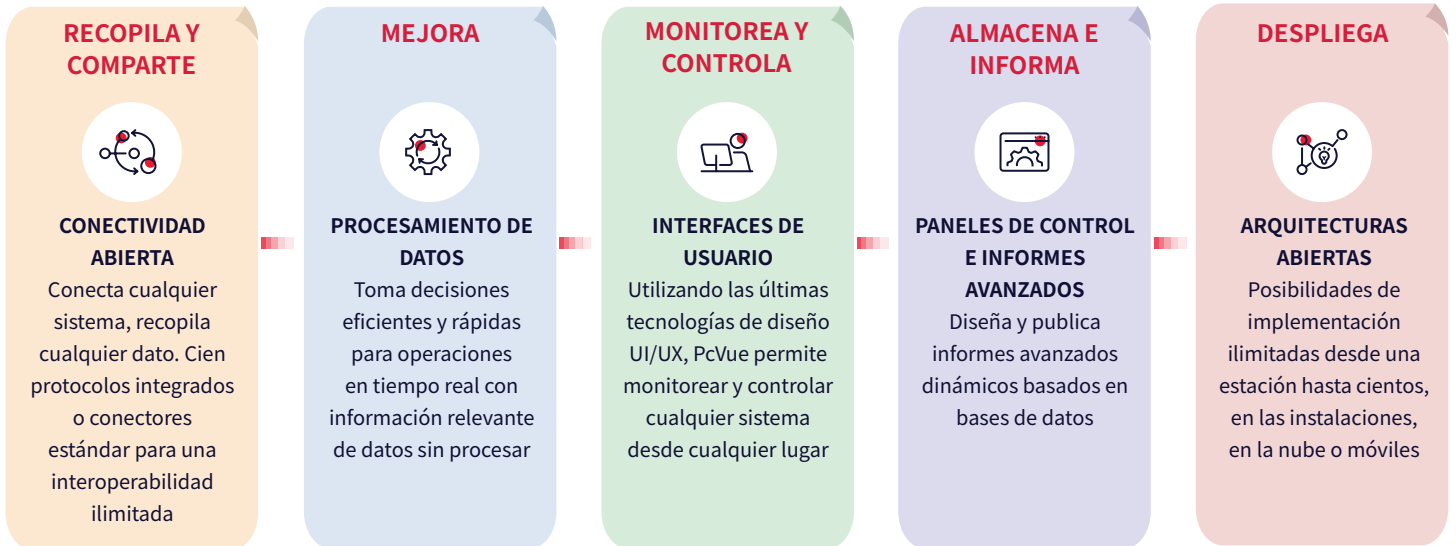 RECOPILA Y
COMPARTE
CONECTIVIDAD
ABIERTA
Conecta cualquier
sistema, recopila
cualquier dato. Cien
protocolos integrados
o conectores
estándar para una
interoperabilidad
ilimitada
MEJORA
PROCESAMIENTO DE
DATOS
Toma decisiones
eficientes y rápidas
para operaciones
en tiempo real con
información relevante
de datos sin procesar
MONITOREA Y
CONTROLA
INTERFACES DE
USUARIO
Utilizando las últimas
tecnologías de diseño
UI/UX, PcVue permite
monitorear y controlar
cualquier sistema
desde cualquier lugar
ALMACENA E
INFORMA
PANELES DE CONTROL
E INFORMES
AVANZADOS
Diseña y publica
informes avanzados
dinámicos basados en
bases de datos
DESPLIEGA
ARQUITECTURAS
ABIERTAS
Posibilidades de
implementación
ilimitadas desde una
estación hasta cientos,
en las instalaciones,
en la nube o móviles